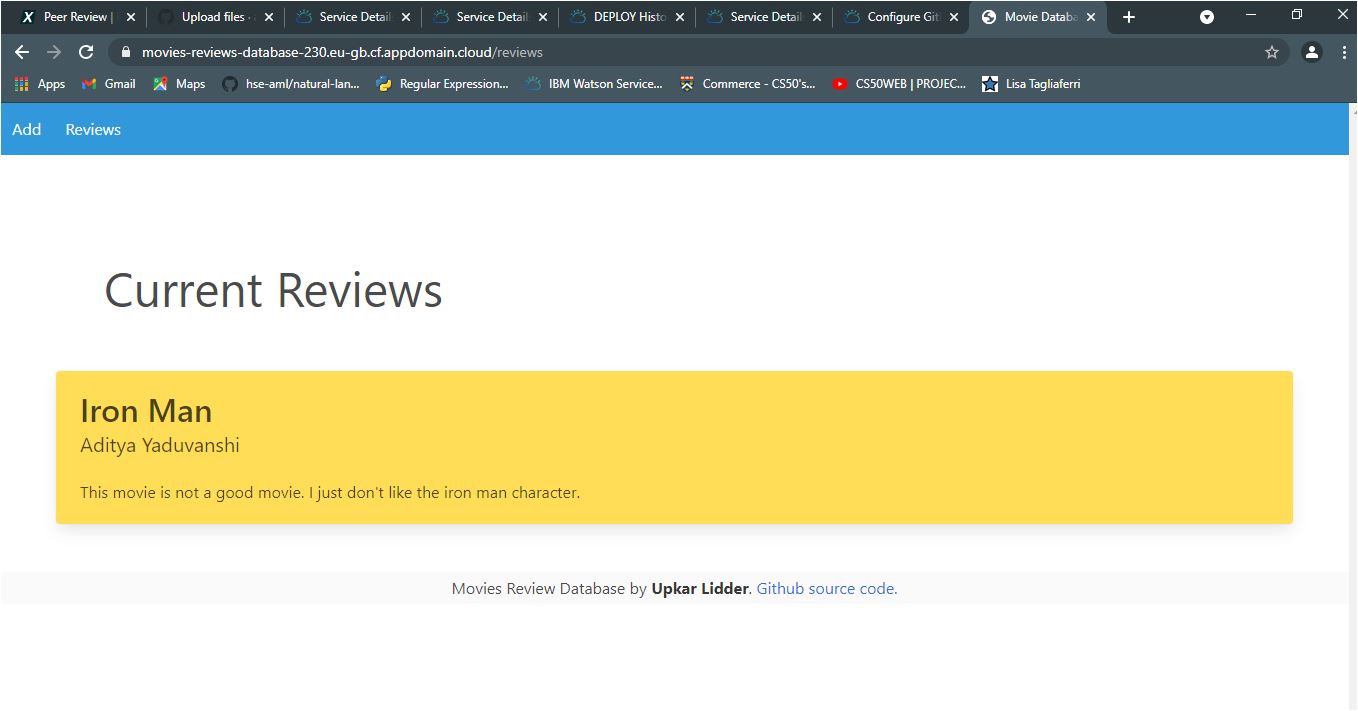 Peer Review | Upload files · Service Detail Service Detail DEPLOY Histo Service Detail Configure Git Movie Databa
movies-reviews-database-230.eu-gb.cf.appdomain.cloud/reviews
Apps Gmail Maps hse-aml/natural-lan... Regular Expression... IBM Watson Service... Commerce - CS50's... CS50WEB | PROJEC... Lisa Tagliaferri
Add Reviews
Current Reviews
Iron Man
Aditya Yaduvanshi
This movie is not a good movie. I just don't like the iron man character.
Movies Review Database by Upkar Lidder. Github source code.